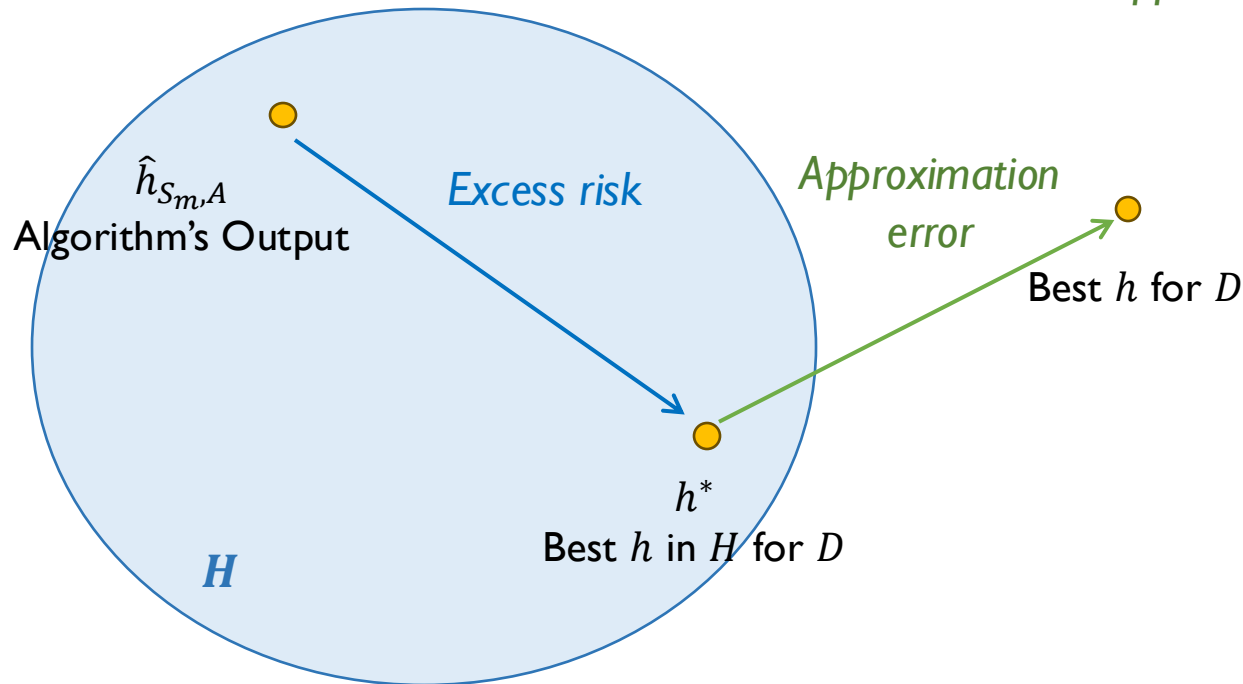 ĥ_{S_m,A}
Algorithm's Output
Excess risk
Approximation
error
Best h for D
h*
Best h in H for D
H